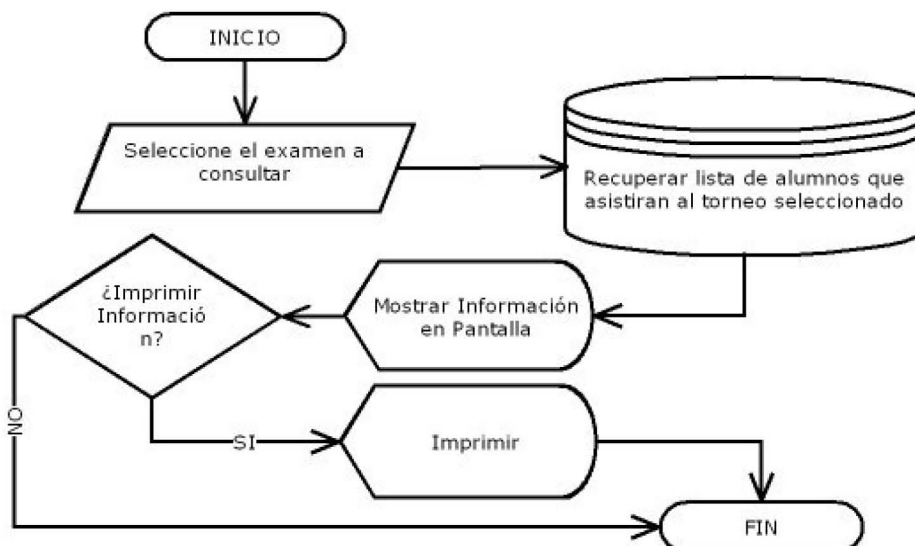 INICIO
Seleccione el examen a
consultar
Recuperar lista de alumnos que
asistiran al torneo seleccionado
Mostrar Información
en Pantalla
¿Imprimir
Informació
n?
NO
SI
Imprimir
FIN